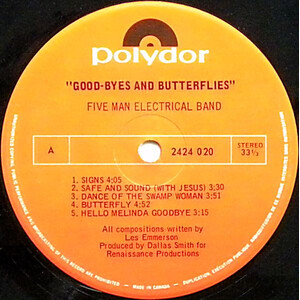 polydor
"GOOD-BYES AND BUTTERFLIES"
FIVE MAN ELECTRICAL BAND
A
2424 020
STEREO
33⅓
1. SIGNS 4:05
2. SAFE AND SOUND (WITH JESUS) 3:30
3. DANCE OF THE SWAMP WOMAN 3:51
4. BUTTERFLY 4:52
5. HELLO MELINDA GOODBYE 3:15
All compositions written by
Les Emmerson
Produced by Dallas Smith for
Renaissance Productions
MADE IN CANADA